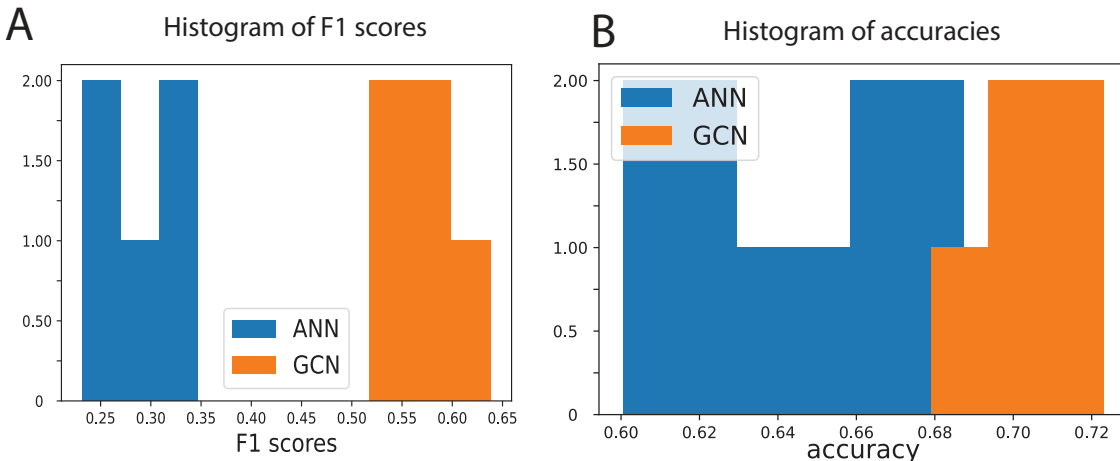 A
Histogram of F1 scores
2.00
1.50
1.00
0.50
0
ANN
GCN
0.25 0.30 0.35 0.40 0.45 0.50 0.55 0.60 0.65
F1 scores
B
Histogram of accuracies
2.00
1.50
1.00
0.5
0
ANN
GCN
0.60 0.62 0.64 0.66 0.68 0.70 0.72
accuracy